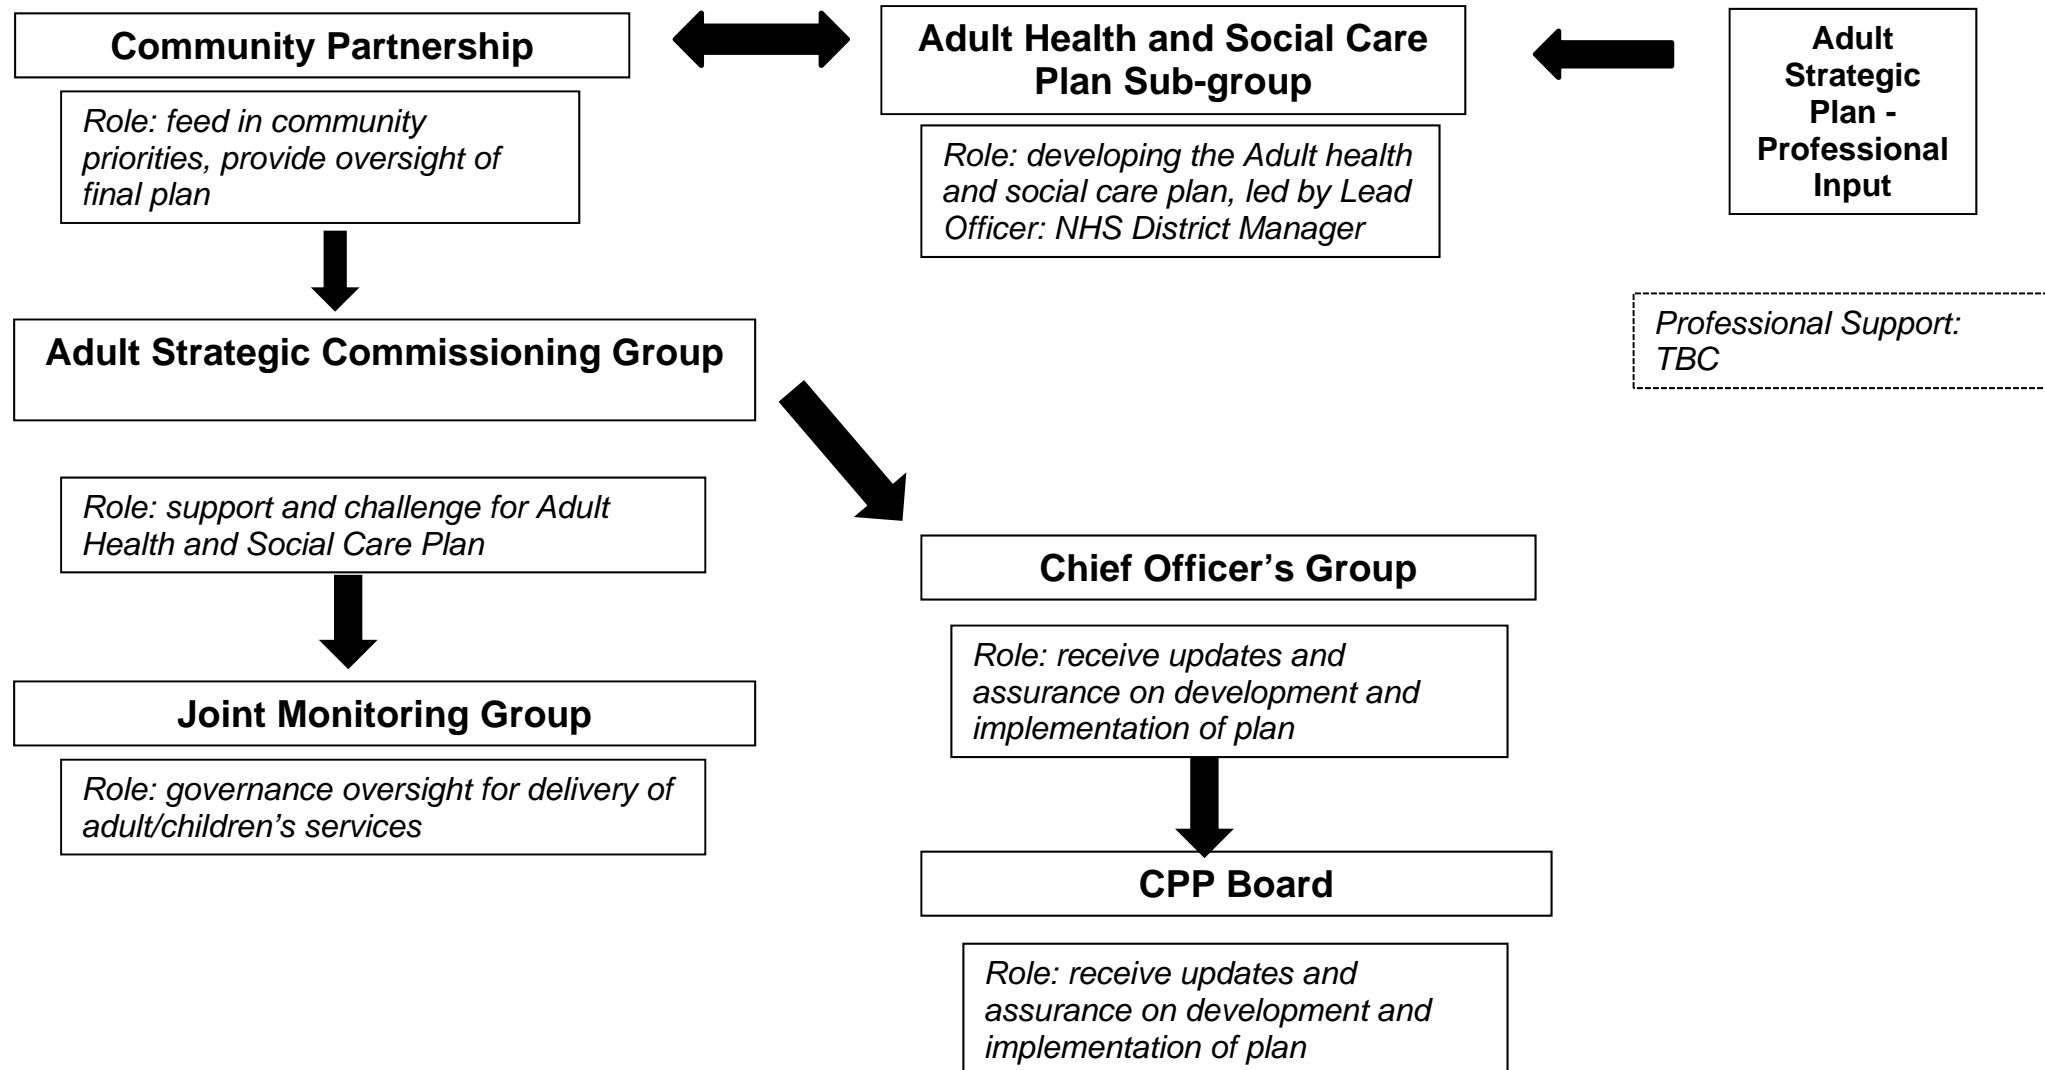 Community Partnership
Role: feed in community
priorities, provide oversight of
final plan
Adult Health and Social Care
Plan Sub-group
Role: developing the Adult health
and social care plan, led by Lead
Officer: NHS District Manager
Adult
Strategic
Plan -
Professional
Input
Professional Support:
TBC
Adult Strategic Commissioning Group
Role: support and challenge for Adult
Health and Social Care Plan
Joint Monitoring Group
Role: governance oversight for delivery of
adult/children’s services
Chief Officer’s Group
Role: receive updates and
assurance on development and
implementation of plan
CPP Board
Role: receive updates and
assurance on development and
implementation of plan